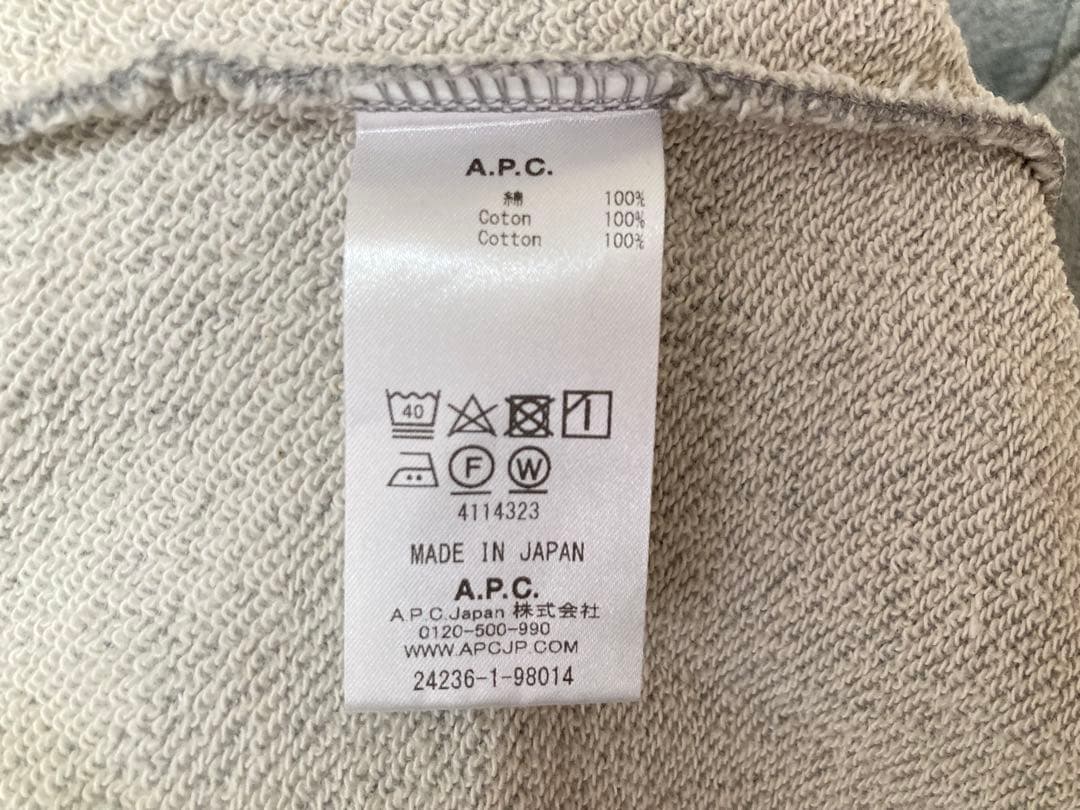 A.P.C.
綿 100%
Coton 100%
Cotton 100%
40
F W
4114323
MADE IN JAPAN
A.P.C.
A.P.C.Japan 株式会社
0120-500-990
WWW.APCJP.COM
24236-1-98014